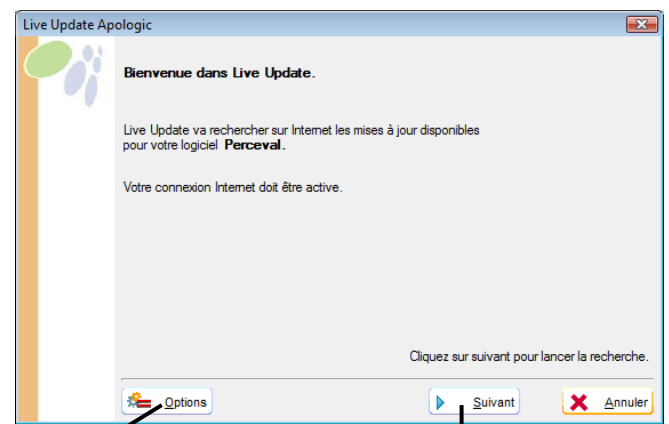 Live Update Apologic
Bienvenue dans Live Update.
Live Update va rechercher sur Internet les mises à jour disponibles
pour votre logiciel Perceval.
Votre connexion Internet doit être active.
Cliquez sur suivant pour lancer la recherche.
Options
Suivant
Annuler